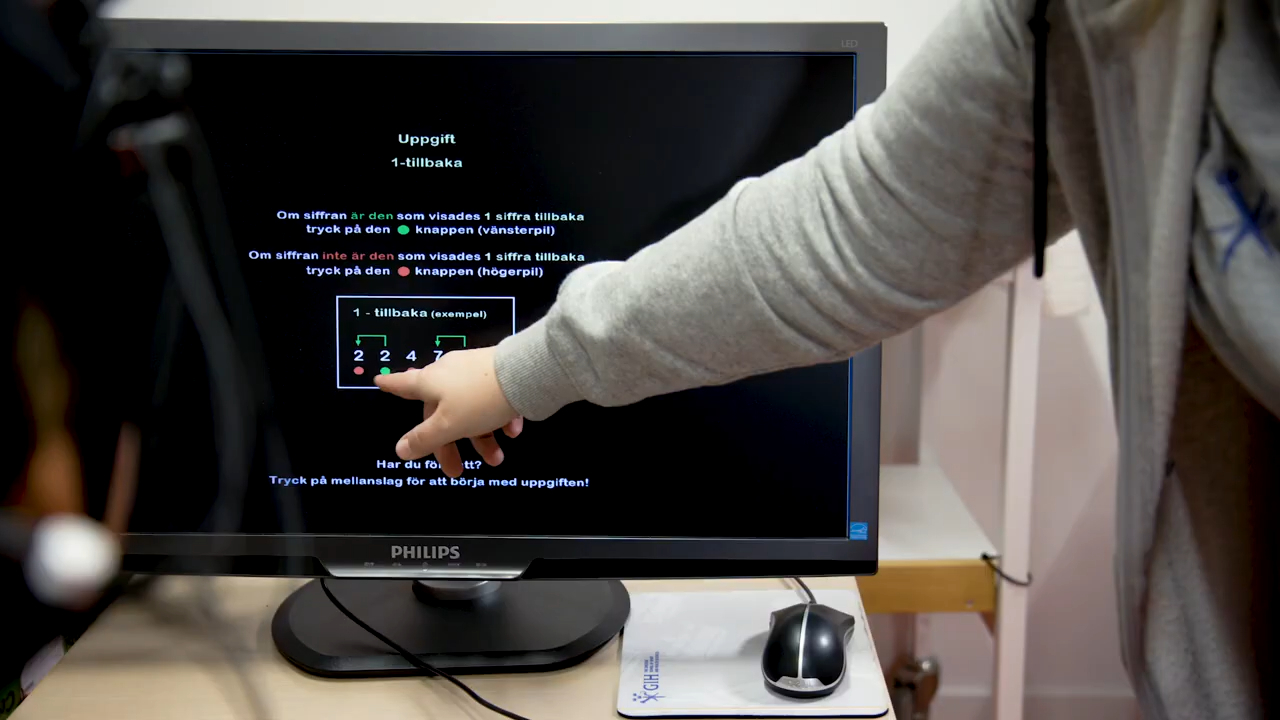 LED
Uppgift
1-tillbaka
Om siffran är den som visades 1 siffra tillbaka
tryck på den knappen (vänsterpil)
Om siffran inte är den som visades 1 siffra tillbaka
tryck på den knappen (högerpil)
1 - tillbaka (exempel)
2 2 4 7
Har du
tt?
Tryck på mellanslag för att börja med uppgiften!
PHILIPS
GIH